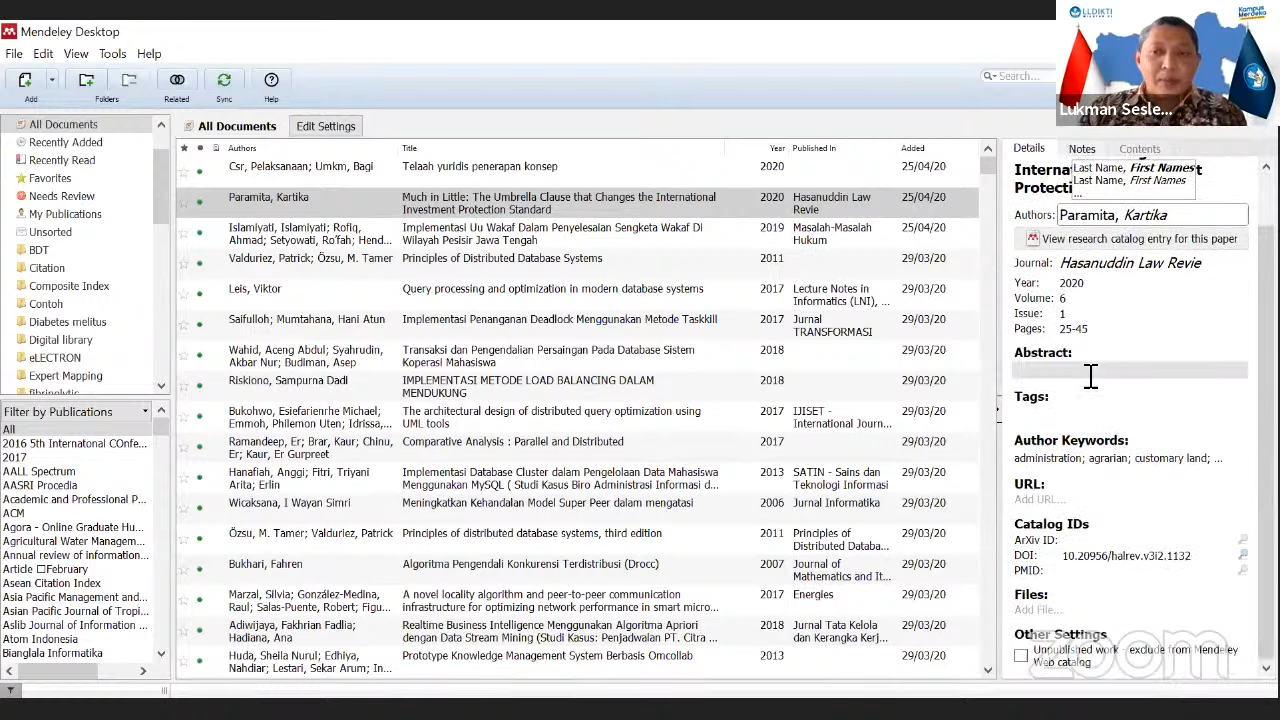 Mendeley Desktop
File Edit View Tools Help
Add Folders Related Sync Help
Search...
LLDIKTI
Kampus Merdeka
Lukman Sesle...
All Documents
Recently Added
Recently Read
Favorites
Needs Review
My Publications
Unsorted
BDT
Citation
Composite Index
Contoh
Diabetes melitus
Digital library
eLECTRON
Expert Mapping
Filter by Publications
All
2016 5th Internatonal COnfe...
2017
AALL Spectrum
AASRI Procedia
Academic and Professional P...
ACM
Agora - Online Graduate Hu...
Agricultural Water Managem...
Annual review of information...
Article □February
Asean Citation Index
Asia Pacific Management and...
Asian Pacific Journal of Tropi...
Aslib Journal of Information ...
Atom Indonesia
Bianglala Informatika
All Documents Edit Settings
Authors Title Year Published In Added
Csr, Pelaksanaan; Umkm, Bagi Telaah yuridis penerapan konsep 2020 25/04/20
Paramita, Kartika Much in Little: The Umbrella Clause that Changes the International 2020 Hasanuddin Law 25/04/20
Investment Protection Standard Revie
Islamiyati, Islamiyati; Rofiq, Implementasi Uu Wakaf Dalam Penyelesaian Sengketa Wakaf Di 2019 Masalah-Masalah 25/04/20
Ahmad; Setyowati, Ro'fah; Hend... Wilayah Pesisir Jawa Tengah Hukum
Valduriez, Patrick; Özsu, M. Tamer Principles of Distributed Database Systems 2011 29/03/20
Leis, Viktor Query processing and optimization in modern database systems 2017 Lecture Notes in 29/03/20
Informatics (LNI), ...
Saifulloh; Mumtahana, Hani Atun Implementasi Penanganan Deadlock Menggunakan Metode Taskkill 2017 Jurnal 29/03/20
TRANSFORMASI
Wahid, Aceng Abdul; Syahrudin, Transaksi dan Pengendalian Persaingan Pada Database Sistem 2018 29/03/20
Akbar Nur; Budiman, Asep Koperasi Mahasiswa
Riskiono, Sampurna Dadi IMPLEMENTASI METODE LOAD BALANCING DALAM 2018 29/03/20
MENDUKUNG
Bukohwo, Esiefarienrhe Michael; The architectural design of distributed query optimization using 2017 IJISET - 29/03/20
Emmoh, Philemon Uten; Idrissa,... UML tools International Journ...
Ramandeep, Er; Brar, Kaur; Chinu, Comparative Analysis : Parallel and Distributed 2017 29/03/20
Er; Kaur, Er Gurpreet
Hanafiah, Anggi; Fitri, Triyani Implementasi Database Cluster dalam Pengelolaan Data Mahasiswa 2013 SATIN - Sains dan 29/03/20
Arita; Erlin Menggunakan MySQL ( Studi Kasus Biro Administrasi Informasi d... Teknologi Informasi
Wicaksana, I Wayan Simri Meningkatkan Kehandalan Model Super Peer dalam mengatasi 2006 Jurnal Informatika 29/03/20
Özsu, M. Tamer; Valduriez, Patrick Principles of distributed database systems, third edition 2011 Principles of 29/03/20
Distributed Databa...
Bukhari, Fahren Algoritma Pengendali Konkurensi Terdistribusi (Drocc) 2007 Journal of 29/03/20
Mathematics and It...
Marzal, Silvia; González-Medina, A novel locality algorithm and peer-to-peer communication 2017 Energies 29/03/20
Raul; Salas-Puente, Robert; Figu... infrastructure for optimizing network performance in smart micro...
Adiwijaya, Fakhrian Fadlia; Realtime Business Intelligence Menggunakan Algoritma Apriori 2018 Jurnal Tata Kelola 29/03/20
Hadiana, Ana dengan Data Stream Mining (Studi Kasus: Penjadwalan PT. Citra ... dan Kerangka Kerj...
Huda, Sheila Nurul; Edhiya, Prototype Knowledge Management System Berbasis Omcollab 2013 29/03/20
Nahdiar; Lestari, Sekar Arum; In...
Details Notes Contents
Last Name, First Names
Last Name, First Names
...
Authors: Paramita, Kartika
View research catalog entry for this paper
Journal: Hasanuddin Law Revie
Year: 2020
Volume: 6
Issue: 1
Pages: 25-45
Abstract:
Tags:
Author Keywords:
administration; agrarian; customary land; ...
URL:
Add URL...
Catalog IDs
ArXiv ID:
DOI: 10.20956/halrev.v3i2.1132
PMID:
Files:
Add File...
Other Settings
Unpublished work - exclude from Mendeley
Web catalog
zoom